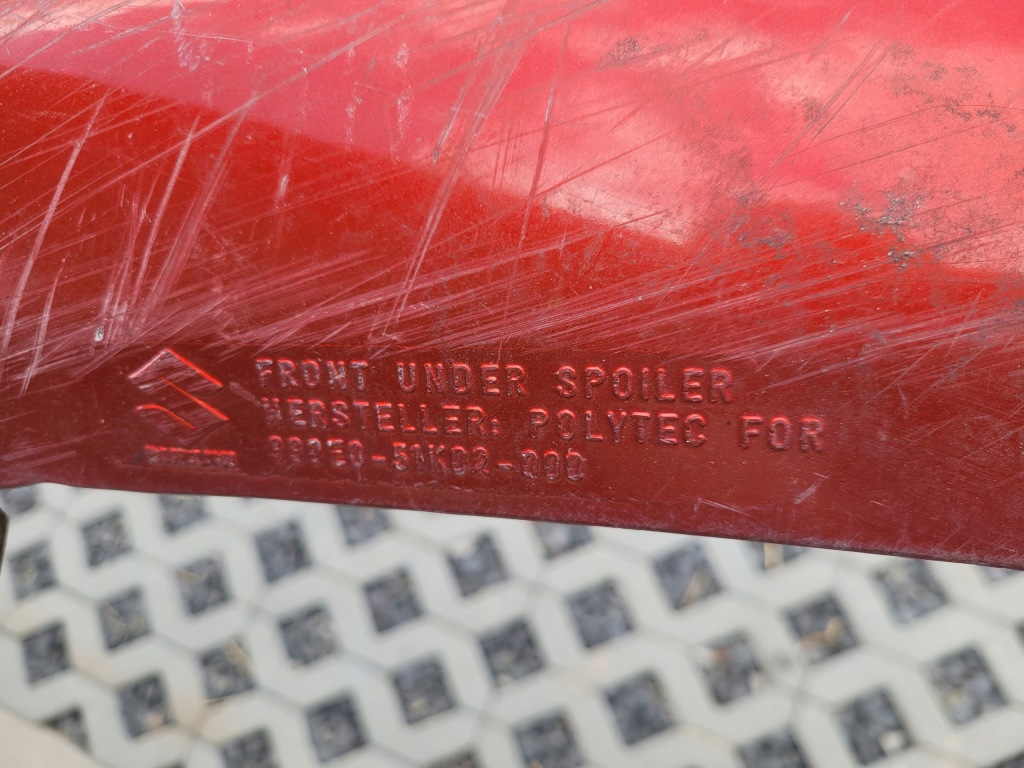 FRONT UNDER SPOILER
HERSTELLER: POLYTEC FOR
990E0-51K02-000